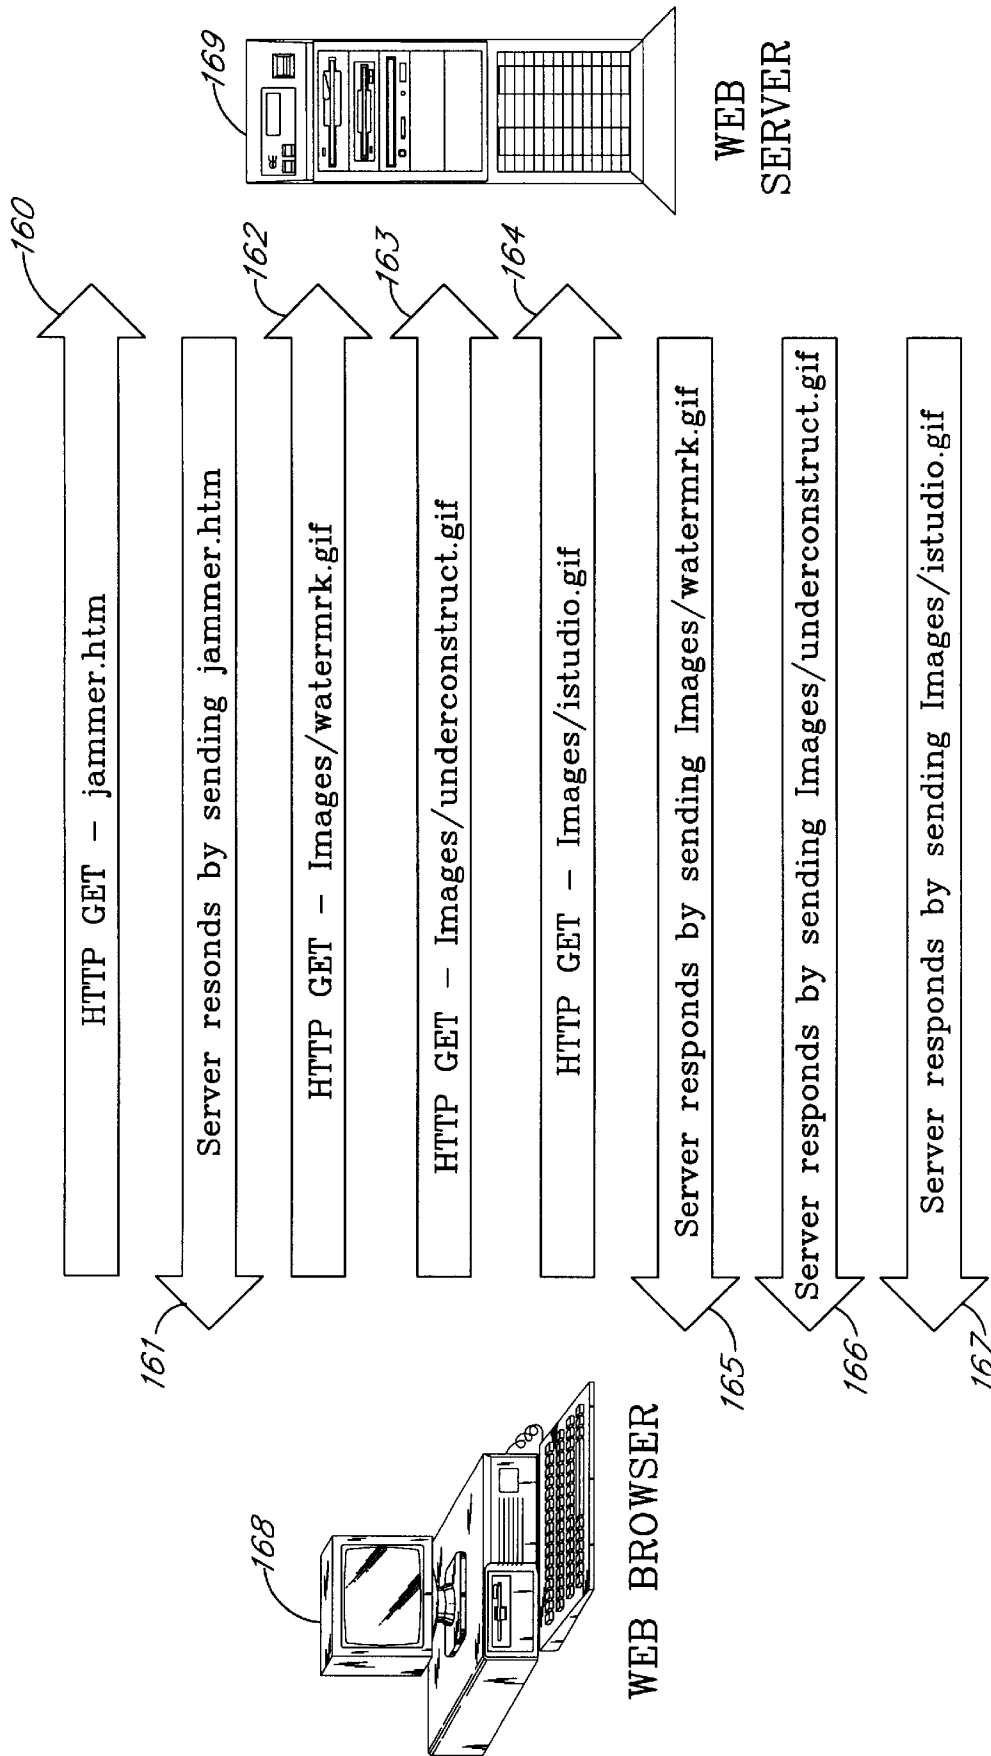 160
HTTP GET - jammer.htm
Server resonds by sending jammer.htm
161
162
HTTP GET - Images/watermrk.gif
163
HTTP GET - Images/underconstruct.gif
164
HTTP GET - Images/istudio.gif
Server responds by sending Images/watermrk.gif
165
Server responds by sending Images/underconstruct.gif
166
Server responds by sending Images/istudio.gif
167
168
WEB BROWSER
169
WEB
SERVER